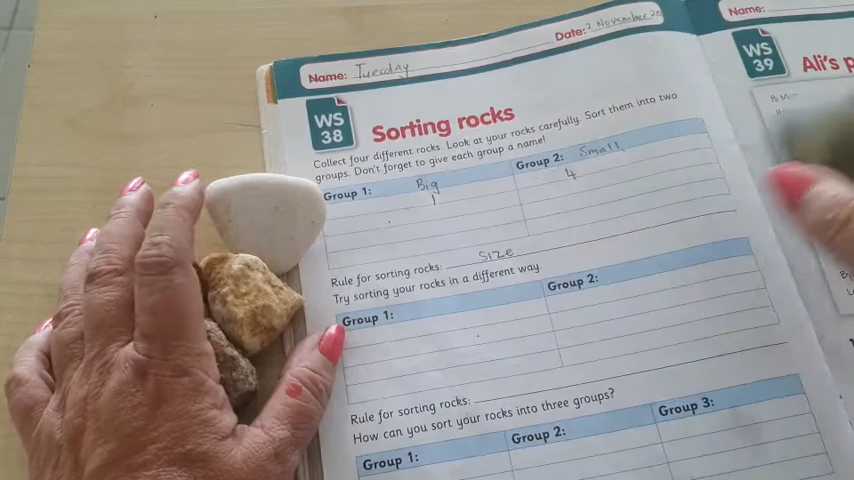 Name: Tuecday
Date: 2 November 20
Name:
WS
38
Sorting rocks
WS
39
Ali's p
Collect four different rocks. Look at your rocks carefully. Sort them into two
groups. Don't forget to give each group a name!
Group 1: Big
Group 2: Small
1
4
Rule for sorting rocks: size
Try sorting your rocks in a different way.
Group 1:
Group 2:
Rule for sorting rocks:
How can you sort your rocks into three groups?
Group 1:
Group 2:
Group 3: